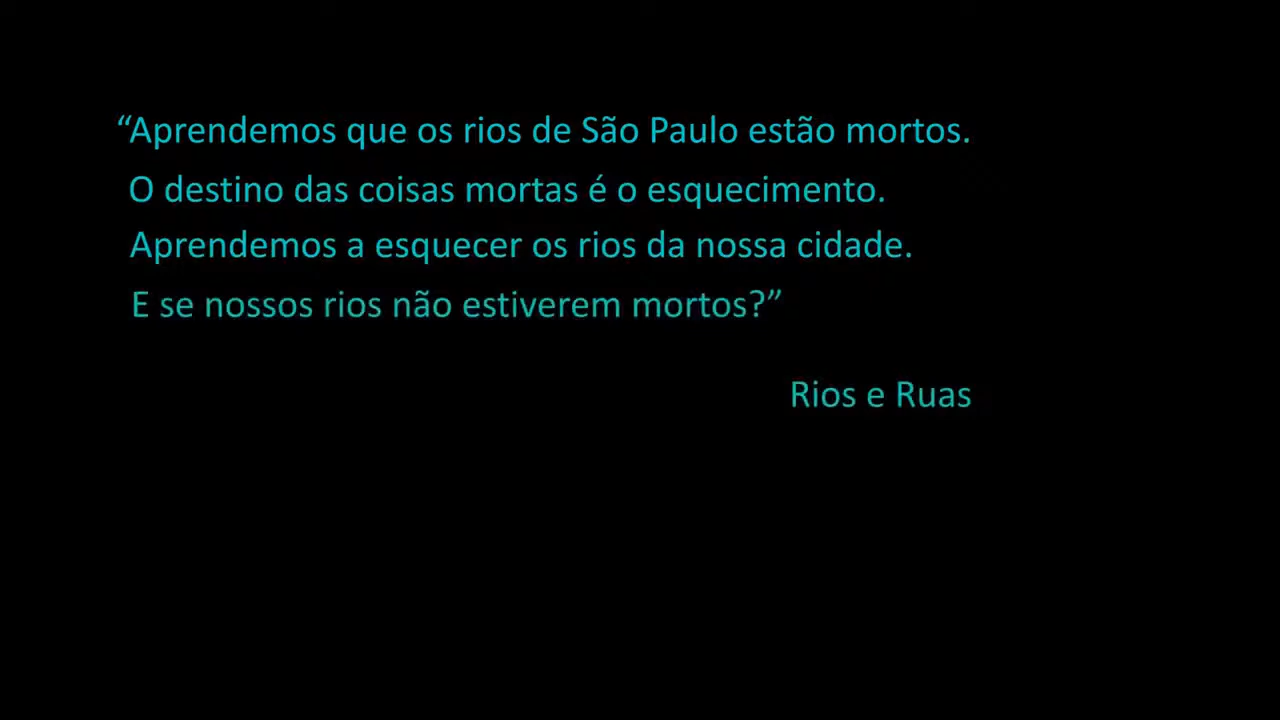 “Aprendemos que os rios de São Paulo estão mortos.
O destino das coisas mortas é o esquecimento.
Aprendemos a esquecer os rios da nossa cidade.
E se nossos rios não estiverem mortos?”
Rios e Ruas